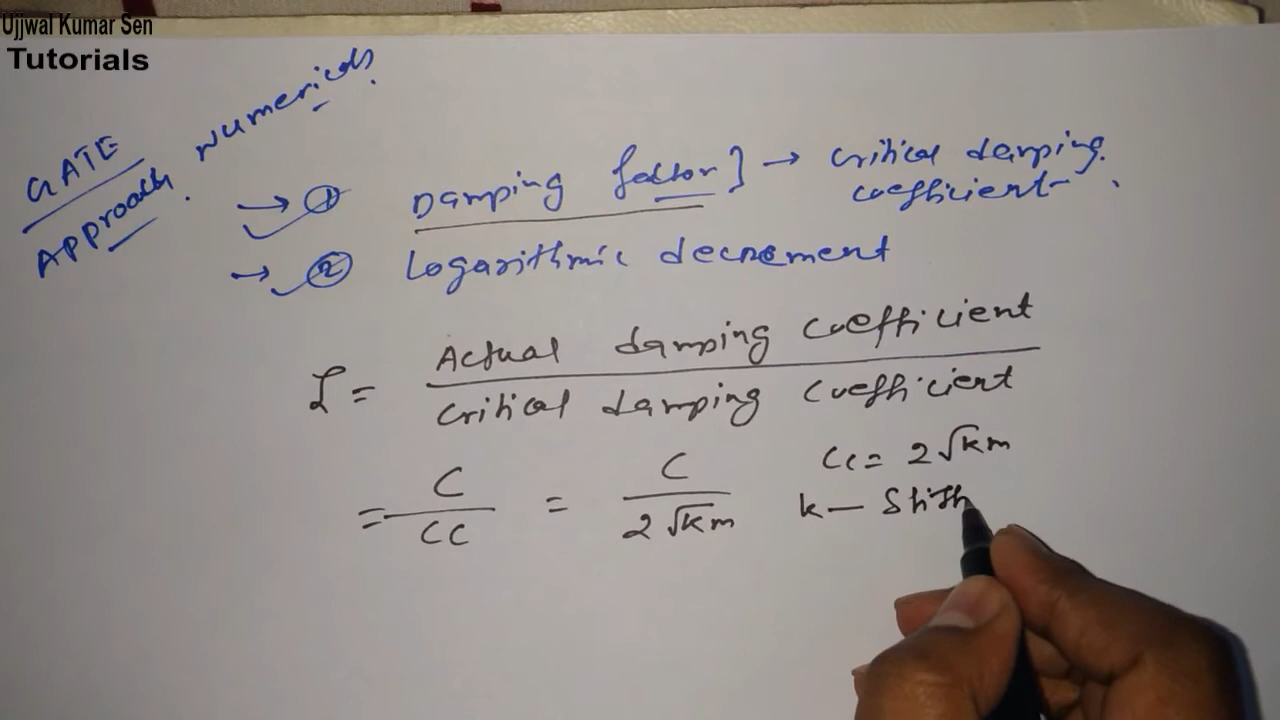 Ujjwal Kumar Sen
Tutorials
GATE
APProach.
Numericals.
→ ① Damping factor ] → critical damping
coefficient.
→ ② Logarithmic decrement
ξ = Actual damping coefficient
critical damping coefficient
= C / CC = C / 2√km
CC = 2√km
k — Stiff